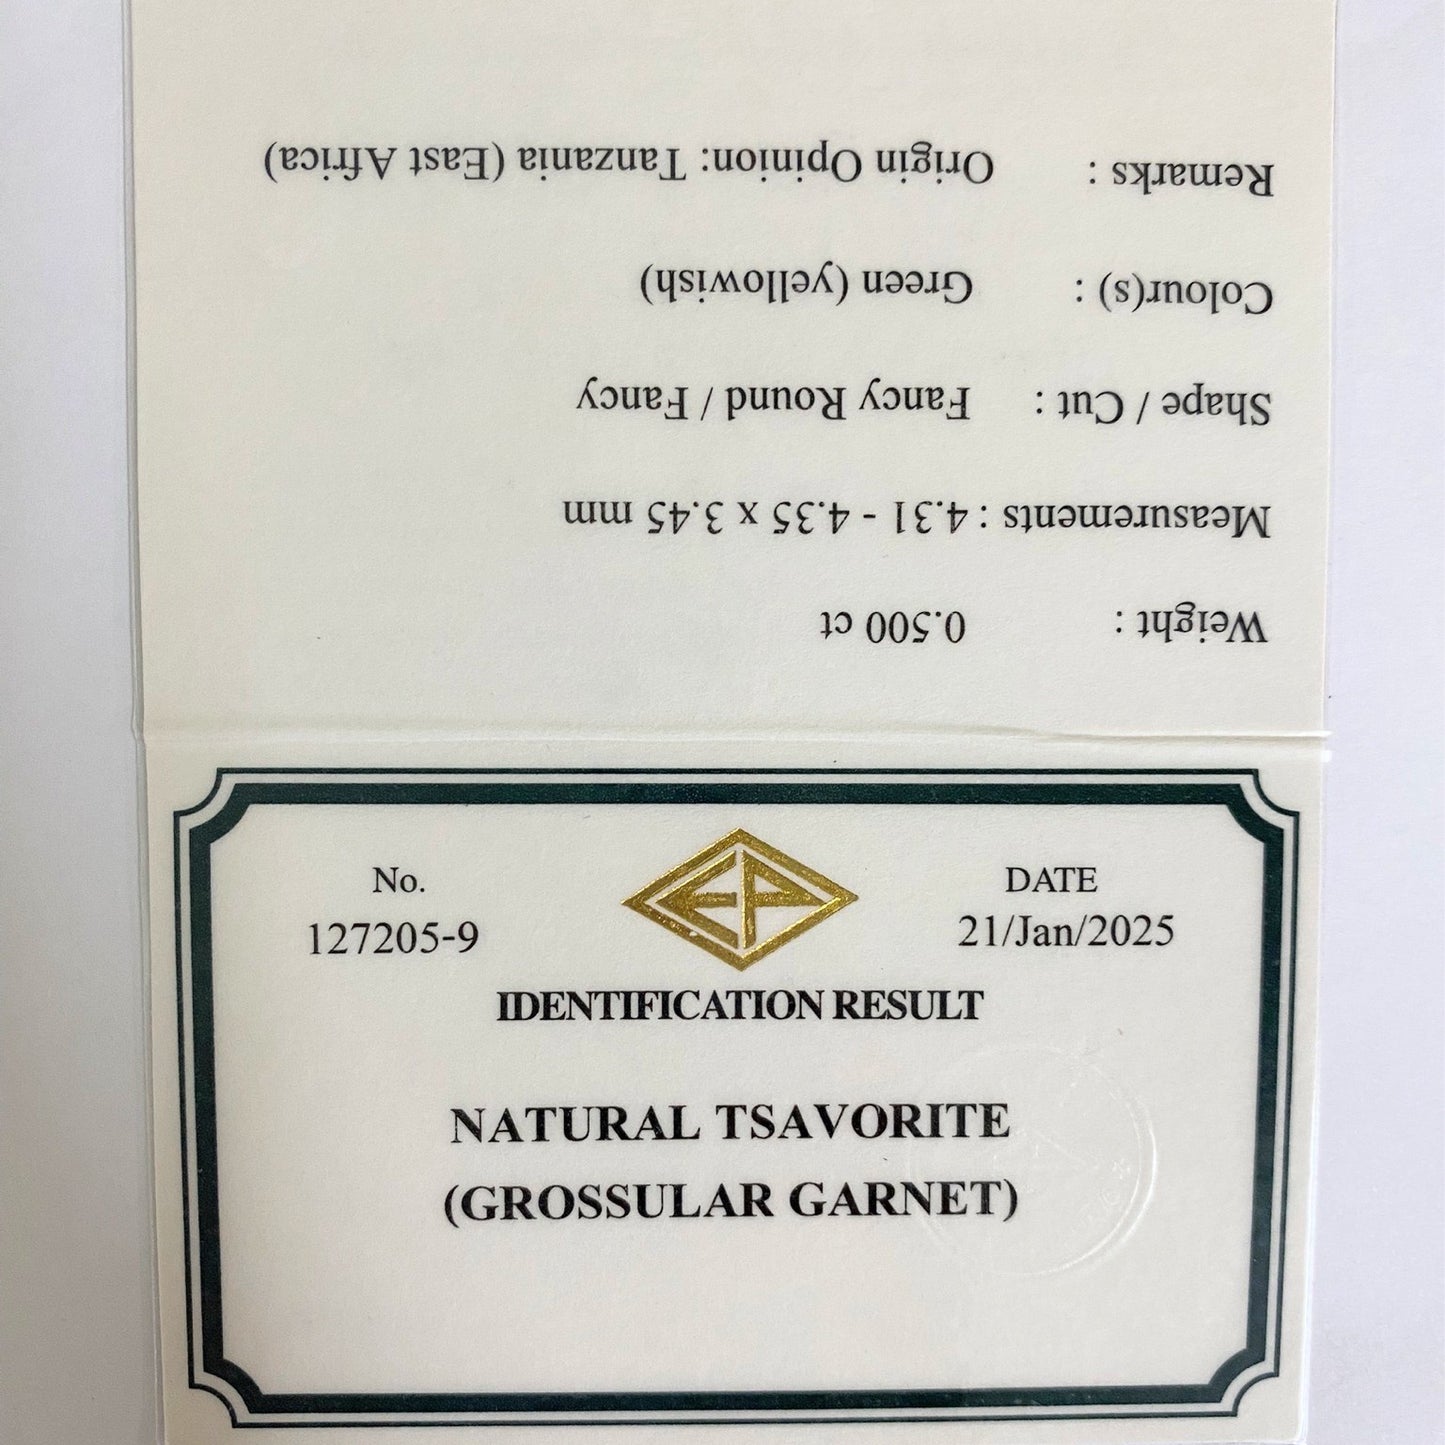 Weight : 0.500 ct
Measurements : 4.31 - 4.35 x 3.45 mm
Shape / Cut : Fancy Round / Fancy
Colour(s) : Green (yellowish)
Remarks : Origin Opinion: Tanzania (East Africa)
No.
127205-9
EP
DATE
21/Jan/2025
IDENTIFICATION RESULT
NATURAL TSAVORITE
(GROSSULAR GARNET)